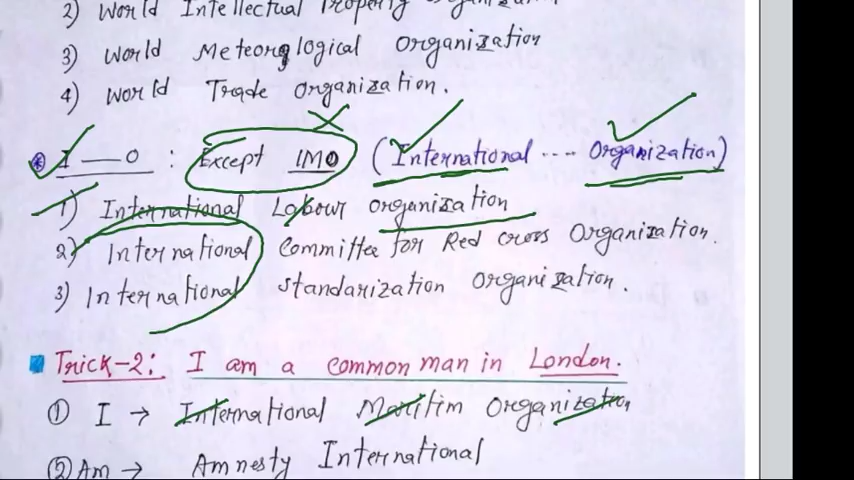 2) World Intellectual Property Organization
3) World Meteorological Organization
4) World Trade Organization.
I — O : Except IMO (International ---- Organization)
1) International Labour Organization
2) International Committee for Red cross Organization.
3) International standarization Organization.
Trick-2: I am a common man in London.
① I → International Maritim Organization
② Am → Amnesty International